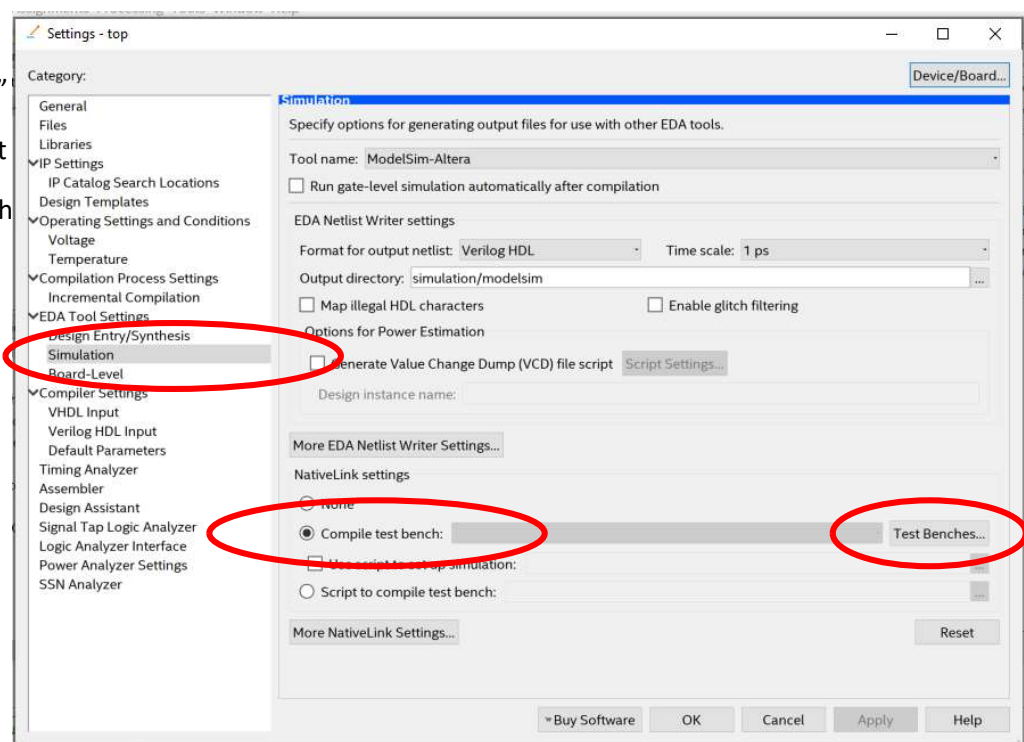 Settings - top
Category:
Device/Board...
General
Files
Libraries
IP Settings
IP Catalog Search Locations
Design Templates
Operating Settings and Conditions
Voltage
Temperature
Compilation Process Settings
Incremental Compilation
EDA Tool Settings
Design Entry/Synthesis
Simulation
Board-Level
Compiler Settings
VHDL Input
Verilog HDL Input
Default Parameters
Timing Analyzer
Assembler
Design Assistant
Signal Tap Logic Analyzer
Logic Analyzer Interface
Power Analyzer Settings
SSN Analyzer
Simulation
Specify options for generating output files for use with other EDA tools.
Tool name: ModelSim-Altera
Run gate-level simulation automatically after compilation
EDA Netlist Writer settings
Format for output netlist: Verilog HDL Time scale: 1 ps
Output directory: simulation/modelsim ...
Map illegal HDL characters Enable glitch filtering
Options for Power Estimation
Generate Value Change Dump (VCD) file script Script Settings...
Design instance name:
More EDA Netlist Writer Settings...
NativeLink settings
None
Compile test bench: Test Benches...
Use script to set up simulation: ...
Script to compile test bench: ...
More NativeLink Settings... Reset
Buy Software OK Cancel Apply Help